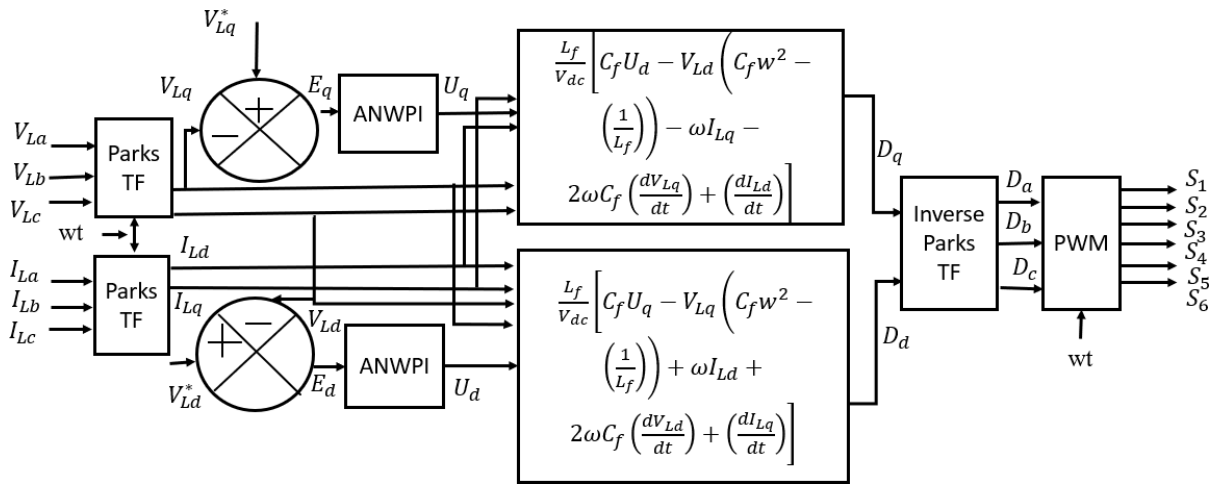 V*Lq
VLq
+
−
Eq
ANWPI
Uq
VLa
VLb
VLc
Parks
TF
wt
ILa
ILb
ILc
Parks
TF
ILd
ILq
VLd
−
+
V*Ld
Ed
ANWPI
Ud
Lf/Vdc [CfUd − VLd (Cfw² −
(1/Lf)) − ωILq −
2ωCf (dVLq/dt) + (dILd/dt)]
Lf/Vdc [CfUq − VLq (Cfw² −
(1/Lf)) + ωILd +
2ωCf (dVLd/dt) + (dILq/dt)]
Dq
Dd
Inverse
Parks
TF
Da
Db
Dc
PWM
wt
S1
S2
S3
S4
S5
S6